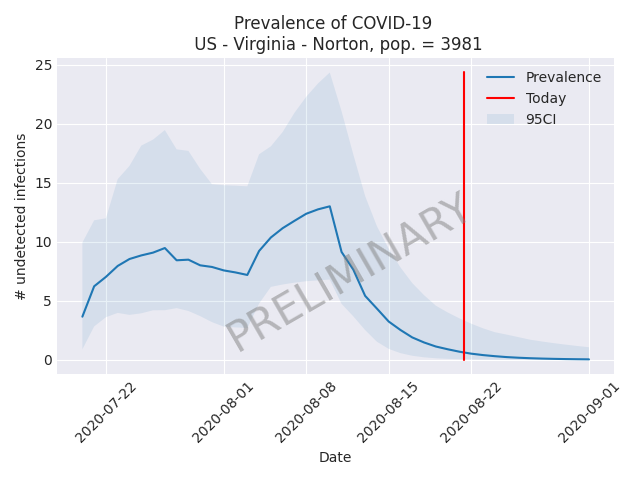 Prevalence of COVID-19
US - Virginia - Norton, pop. = 3981
25
20
15
10
5
0
# undetected infections
Prevalence
Today
95CI
PRELIMINARY
2020-07-22
2020-08-01
2020-08-08
2020-08-15
2020-08-22
2020-09-01
Date